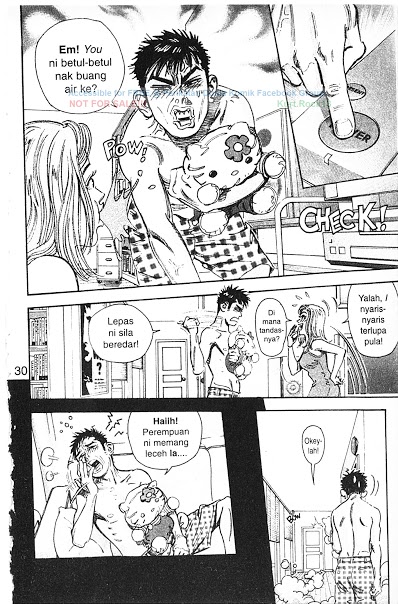 Em! You
ni betul-betul
nak buang
air ke?
NOT FOR SALE
POW!
CHECK!
Lepas
ni sila
beredar!
Di
mana
tandas-
nya?
Yalah, I
nyaris-
nyaris
terlupa
pula!
?
30
Haiih!
Perempuan
ni memang
leceh la....
Okey-
lah!